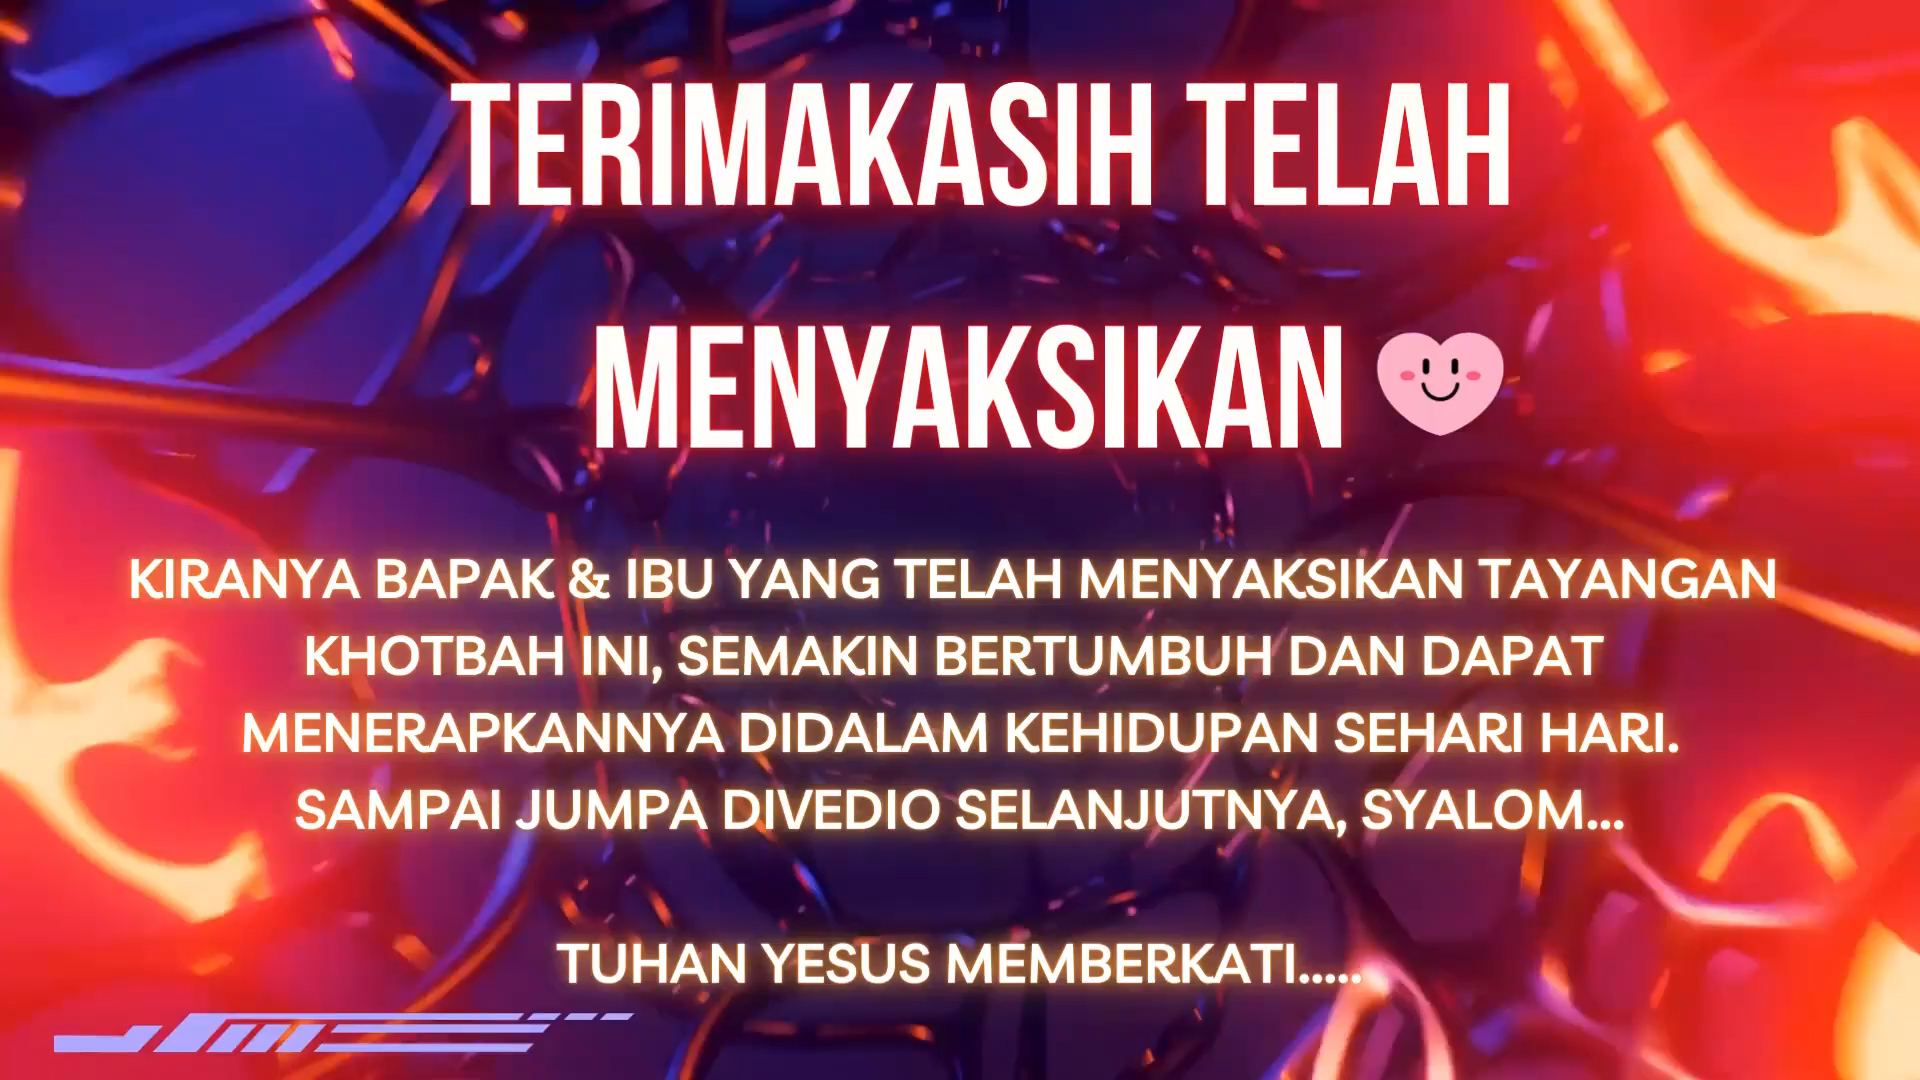 TERIMAKASIH TELAH
MENYAKSIKAN
KIRANYA BAPAK & IBU YANG TELAH MENYAKSIKAN TAYANGAN
KHOTBAH INI, SEMAKIN BERTUMBUH DAN DAPAT
MENERAPKANNYA DIDALAM KEHIDUPAN SEHARI HARI.
SAMPAI JUMPA DIVEDIO SELANJUTNYA, SYALOM...
TUHAN YESUS MEMBERKATI.....